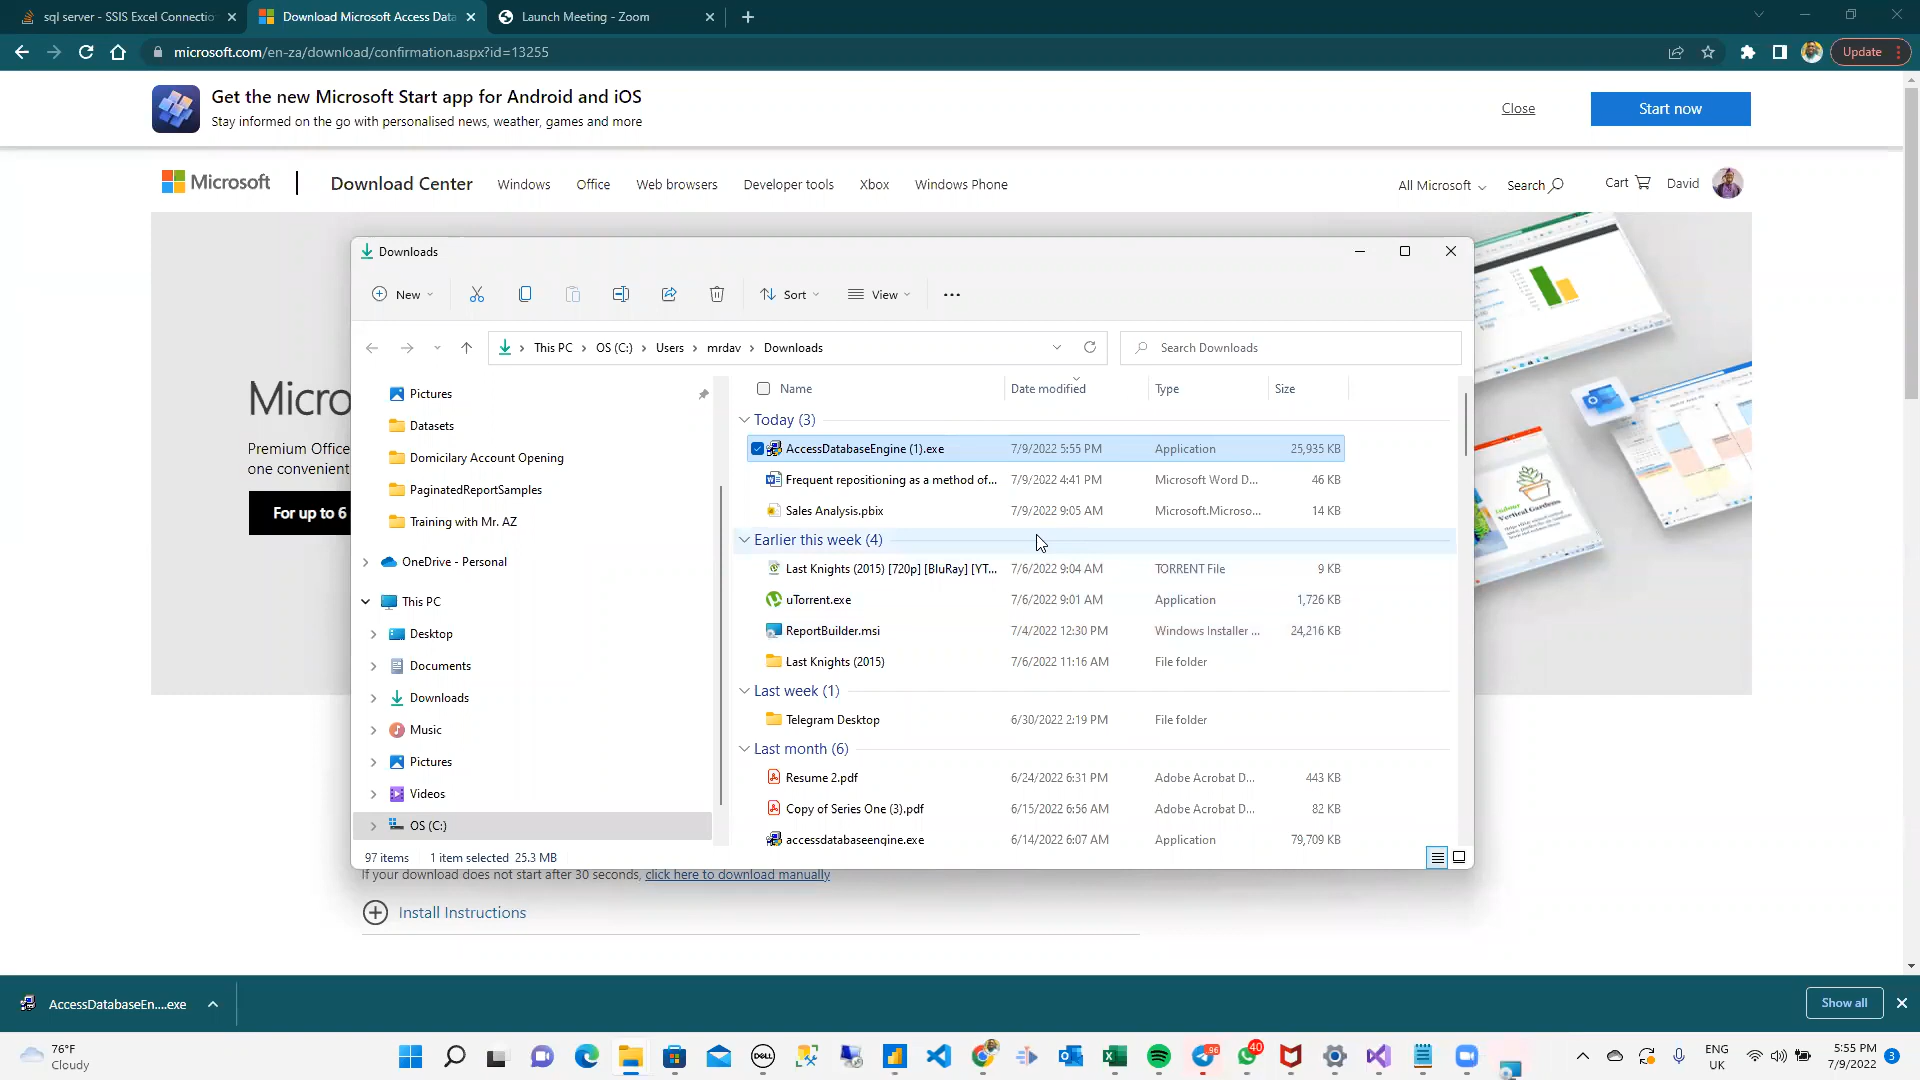 sql server - SSIS Excel Connectio
Download Microsoft Access Data
Launch Meeting - Zoom
microsoft.com/en-za/download/confirmation.aspx?id=13255
Update
Get the new Microsoft Start app for Android and iOS
Stay informed on the go with personalised news, weather, games and more
Close
Start now
Microsoft
Download Center
Windows
Office
Web browsers
Developer tools
Xbox
Windows Phone
All Microsoft
Search
Cart
David
Micro
Premium Office
one convenient
For up to 6
Downloads
New
Sort
View
This PC > OS (C:) > Users > mrdav > Downloads
Search Downloads
Pictures
Datasets
Domicilary Account Opening
PaginatedReportSamples
Training with Mr. AZ
OneDrive - Personal
This PC
Desktop
Documents
Downloads
Music
Pictures
Videos
OS (C:)
Name Date modified Type Size
Today (3)
AccessDatabaseEngine (1).exe 7/9/2022 5:55 PM Application 25,935 KB
Frequent repositioning as a method of... 7/9/2022 4:41 PM Microsoft Word D... 46 KB
Sales Analysis.pbix 7/9/2022 9:05 AM Microsoft.Microso... 14 KB
Earlier this week (4)
Last Knights (2015) [720p] [BluRay] [YT... 7/6/2022 9:04 AM TORRENT File 9 KB
uTorrent.exe 7/6/2022 9:01 AM Application 1,726 KB
ReportBuilder.msi 7/4/2022 12:30 PM Windows Installer ... 24,216 KB
Last Knights (2015) 7/6/2022 11:16 AM File folder
Last week (1)
Telegram Desktop 6/30/2022 2:19 PM File folder
Last month (6)
Resume 2.pdf 6/24/2022 6:31 PM Adobe Acrobat D... 443 KB
Copy of Series One (3).pdf 6/15/2022 6:56 AM Adobe Acrobat D... 82 KB
accessdatabaseengine.exe 6/14/2022 6:07 AM Application 79,709 KB
97 items 1 item selected 25.3 MB
If your download does not start after 30 seconds, click here to download manually
Install Instructions
AccessDatabaseEn....exe
Show all
76°F
Cloudy
DELL
96
40
ENG
UK
5:55 PM
7/9/2022
3